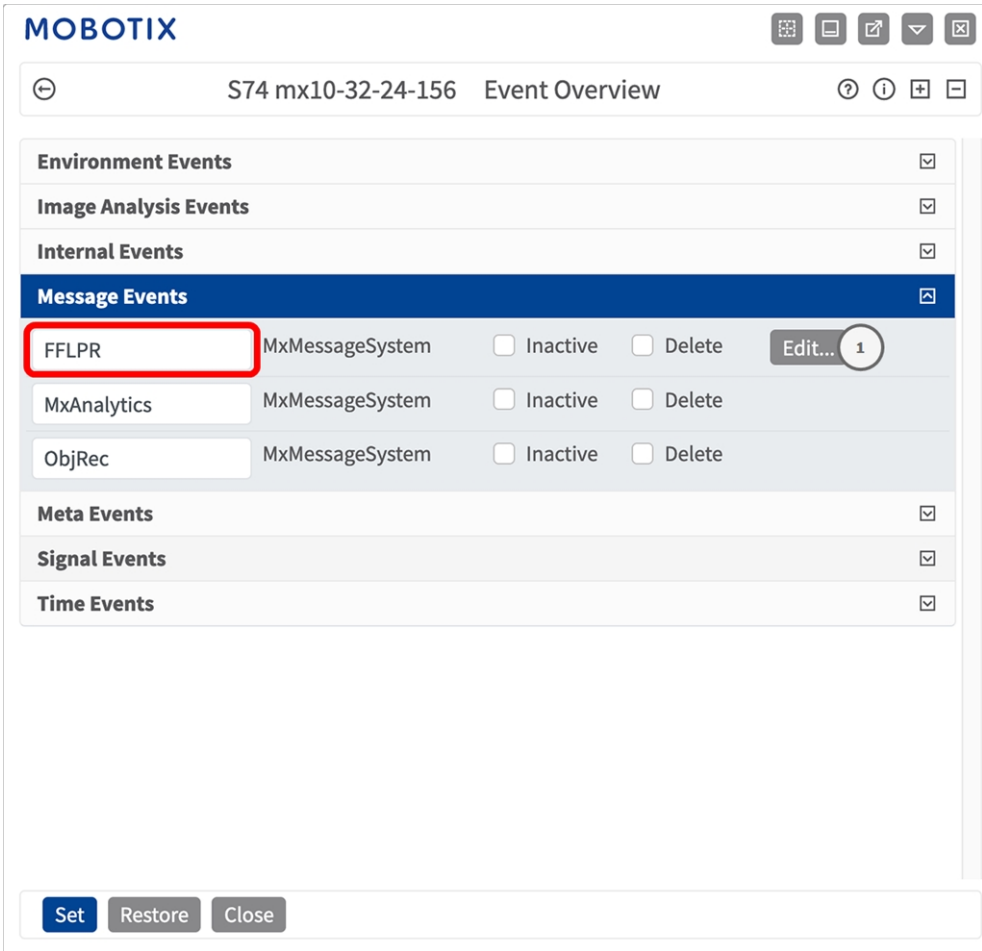 MOBOTIX
S74 mx10-32-24-156 Event Overview
Environment Events
Image Analysis Events
Internal Events
Message Events
FFLPR MxMessageSystem Inactive Delete Edit... 1
MxAnalytics MxMessageSystem Inactive Delete
ObjRec MxMessageSystem Inactive Delete
Meta Events
Signal Events
Time Events
Set Restore Close